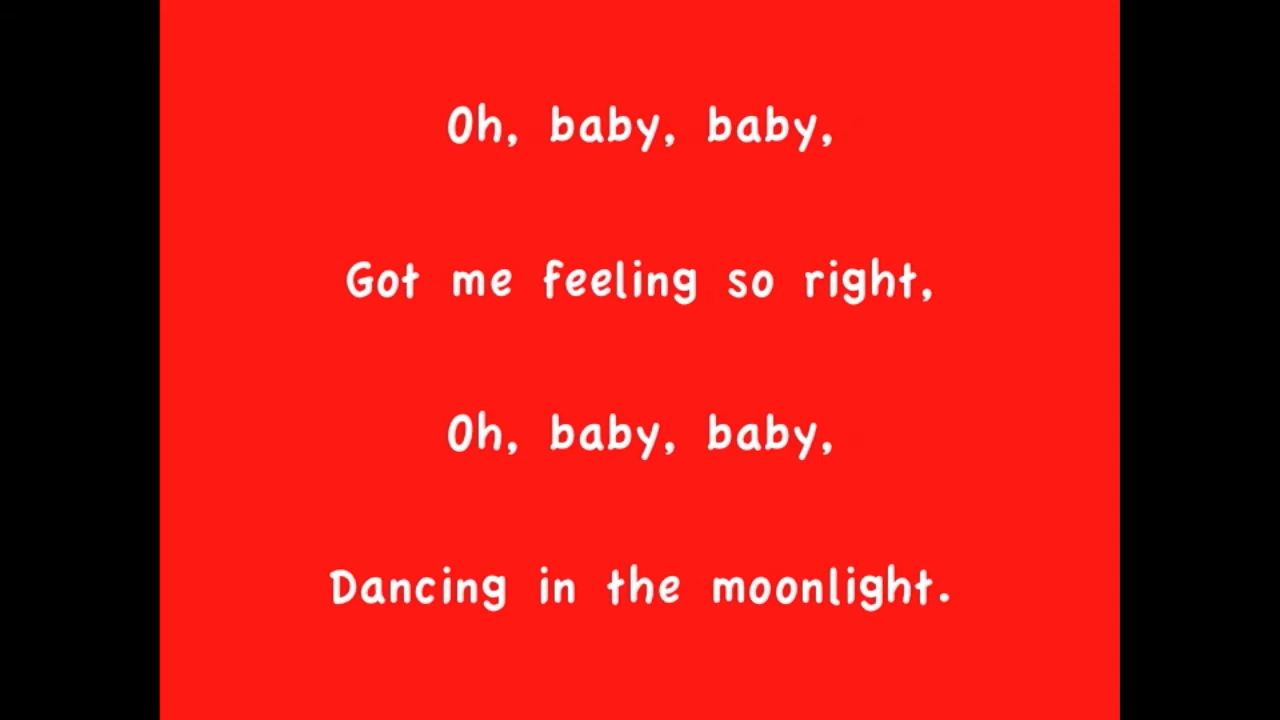 Oh, baby, baby,
Got me feeling so right,
Oh, baby, baby,
Dancing in the moonlight.